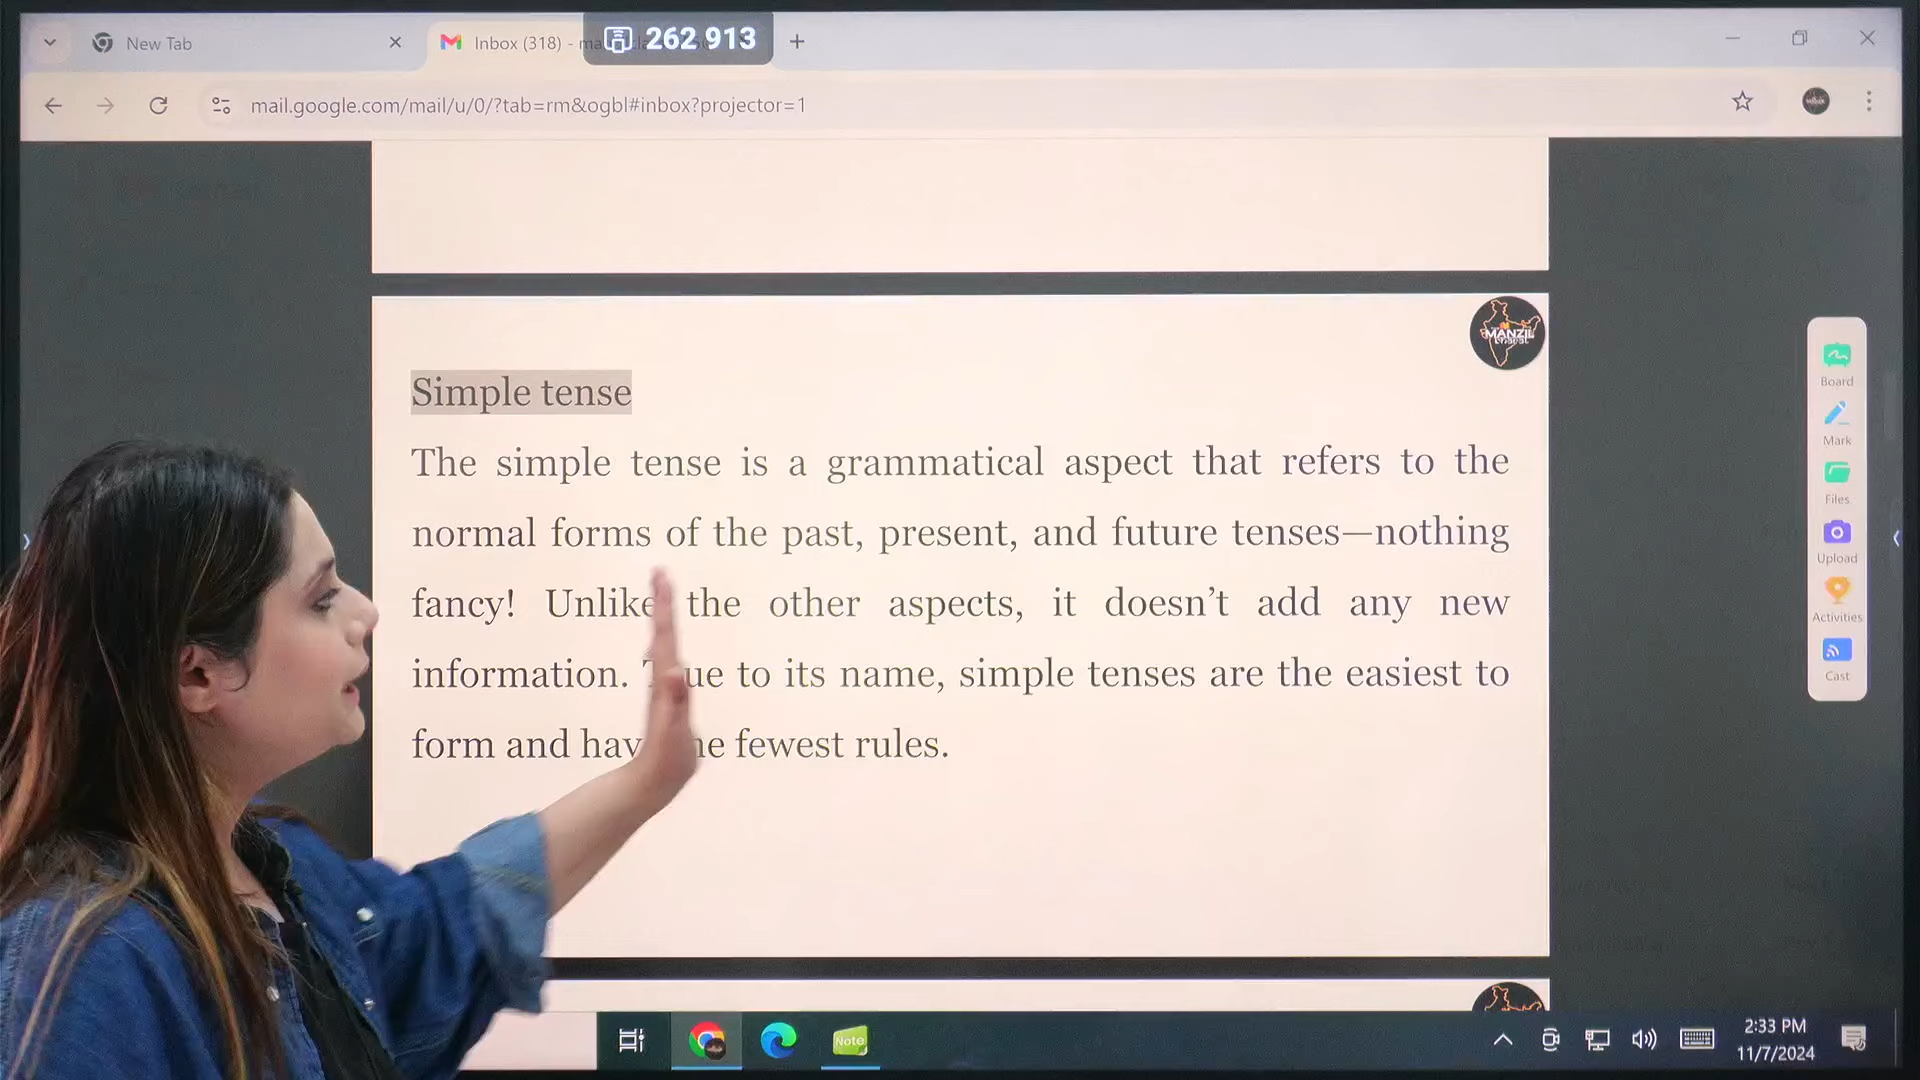 New Tab
Inbox (318) -
262 913
mail.google.com/mail/u/0/?tab=rm&ogbl#inbox?projector=1
MANZIL
Simple tense
The simple tense is a grammatical aspect that refers to the
normal forms of the past, present, and future tenses—nothing
fancy! Unlike the other aspects, it doesn’t add any new
information. ue to its name, simple tenses are the easiest to
form and hav he fewest rules.
Board
Mark
Files
Upload
Activities
Cast
Note
2:33 PM
11/7/2024